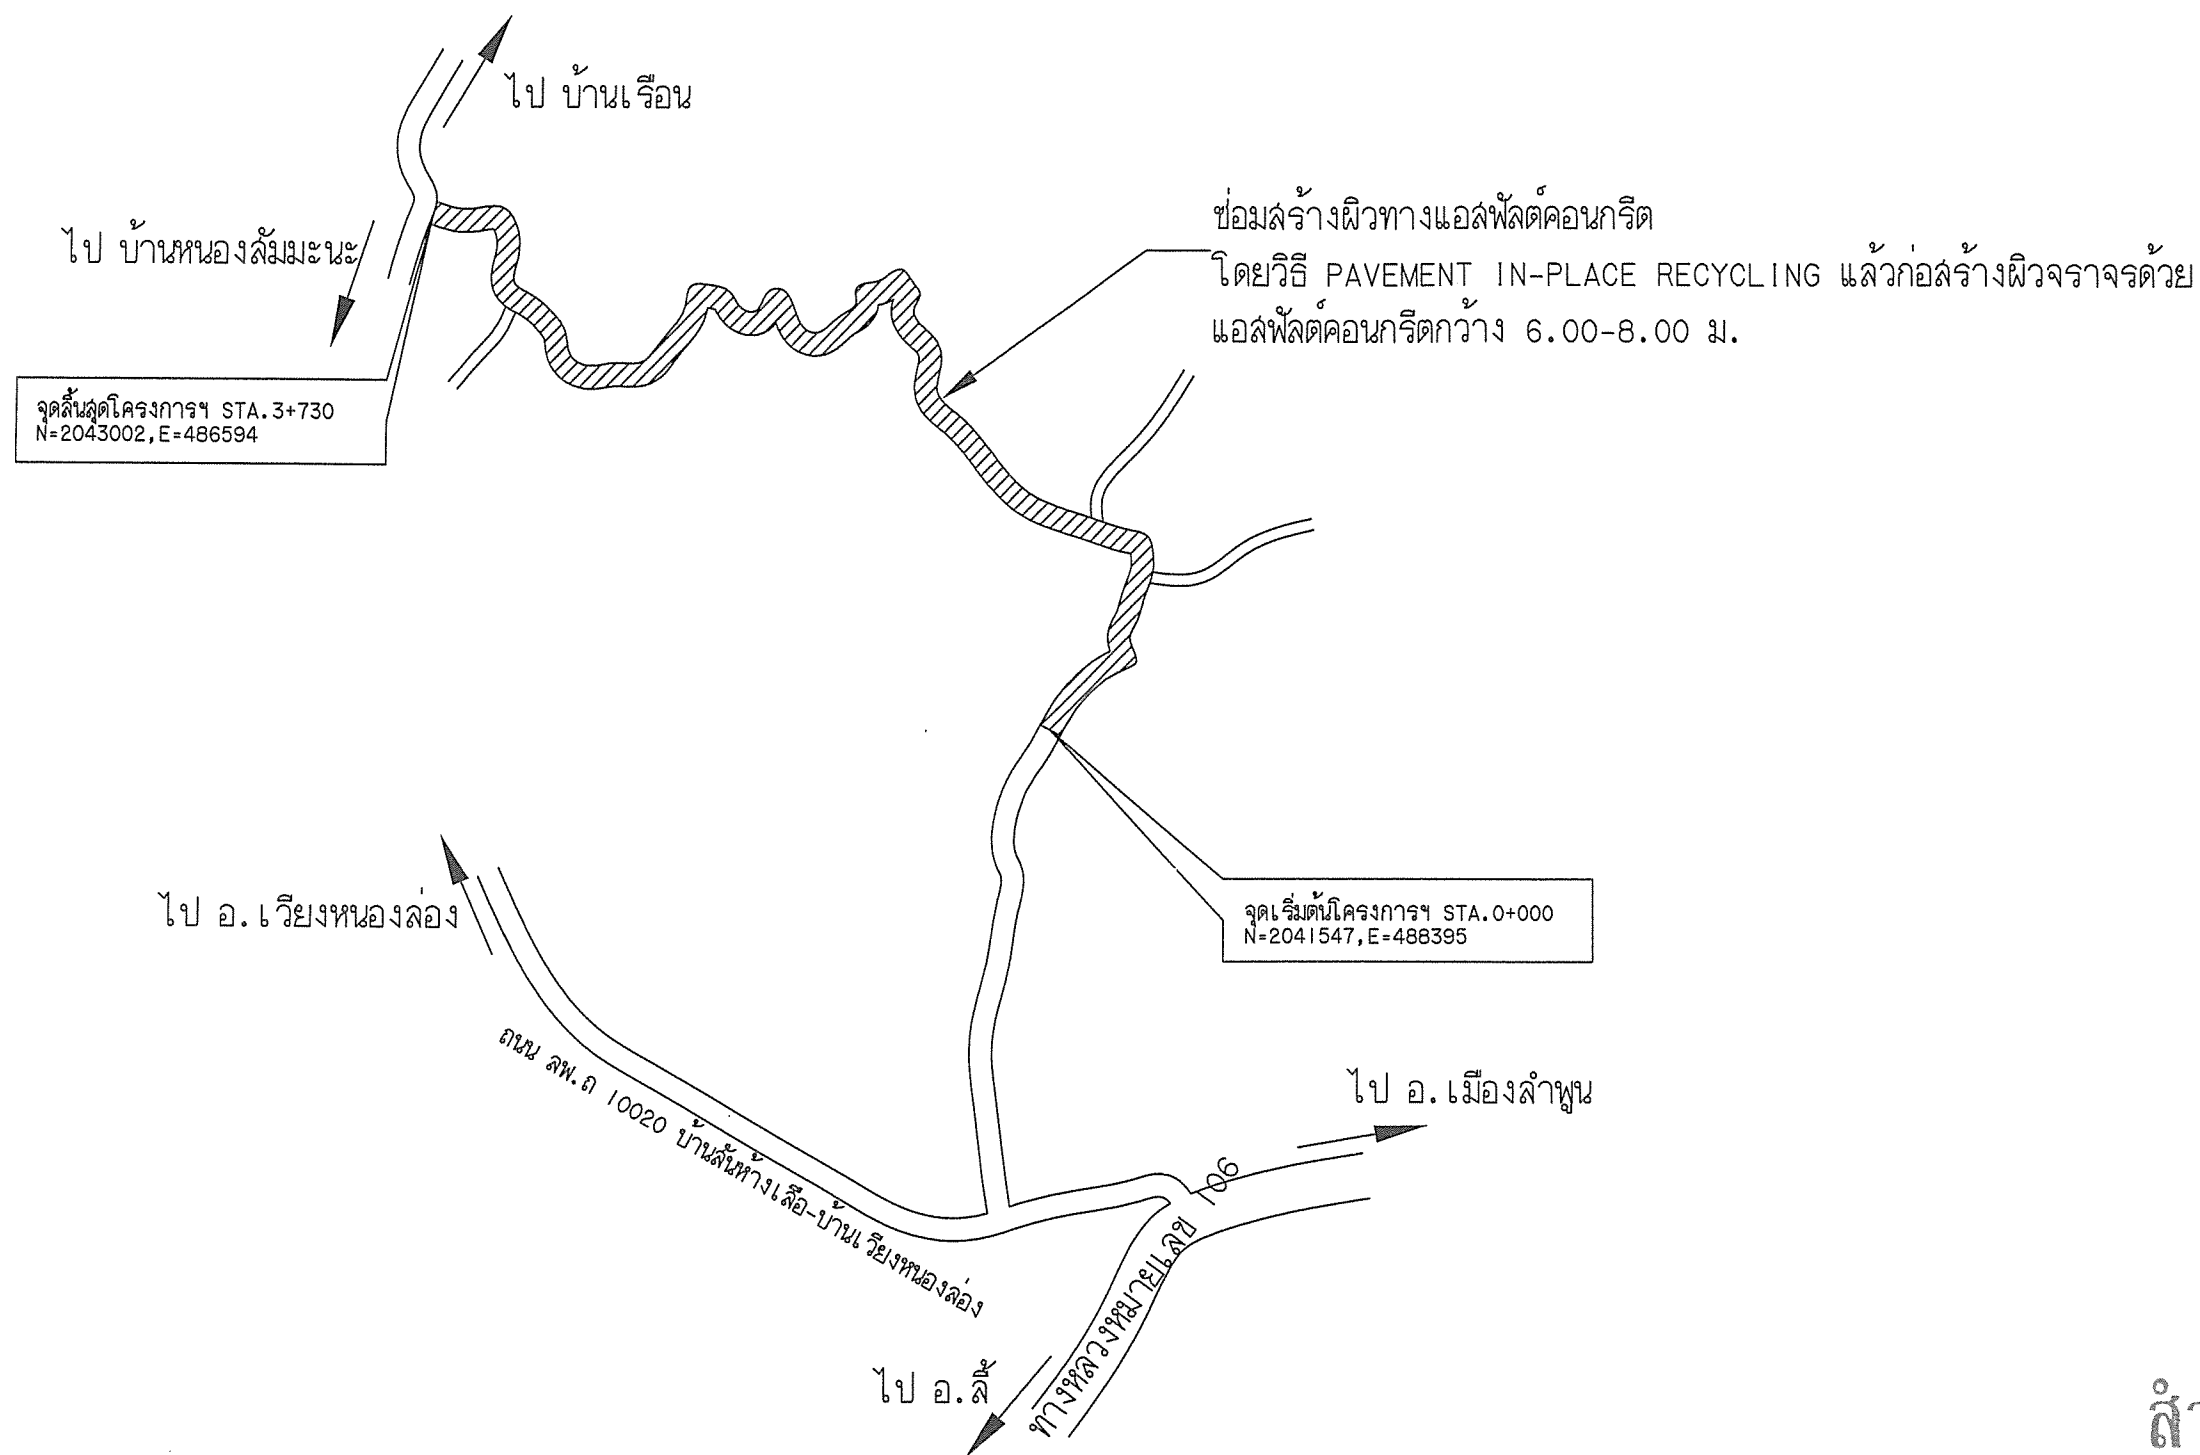 ไป บ้านเรือน
ซ่อมสร้างผิวทางแอสฟัลต์คอนกรีต
โดยวิธี PAVEMENT IN-PLACE RECYCLING แล้วก่อสร้างผิวจราจรด้วย
แอสฟัลต์คอนกรีตกว้าง 6.00-8.00 ม.
ไป บ้านหนองสัมมะนะ
จุดสิ้นสุดโครงการฯ STA.3+730
N=2043002,E=486594
ไป อ.เวียงหนองล่อง
จุดเริ่มต้นโครงการฯ STA.0+000
N=2041547,E=488395
ถนน ลพ.ถ 10020 บ้านสันห้างเสือ-บ้านเวียงหนองล่อง
ไป อ.เมืองลำพูน
ทางหลวงหมายเลข 106
ไป อ.ลี้